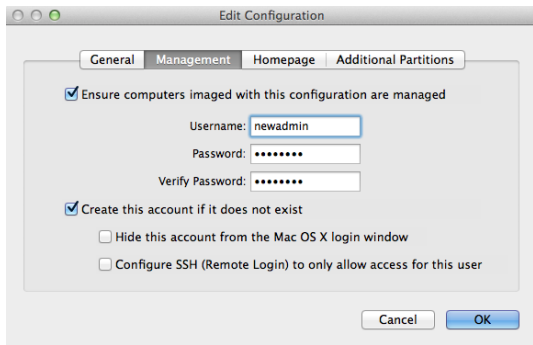 Edit Configuration
General Management Homepage Additional Partitions
Ensure computers imaged with this configuration are managed
Username: newadmin
Password: ••••••••
Verify Password: ••••••••
Create this account if it does not exist
Hide this account from the Mac OS X login window
Configure SSH (Remote Login) to only allow access for this user
Cancel OK